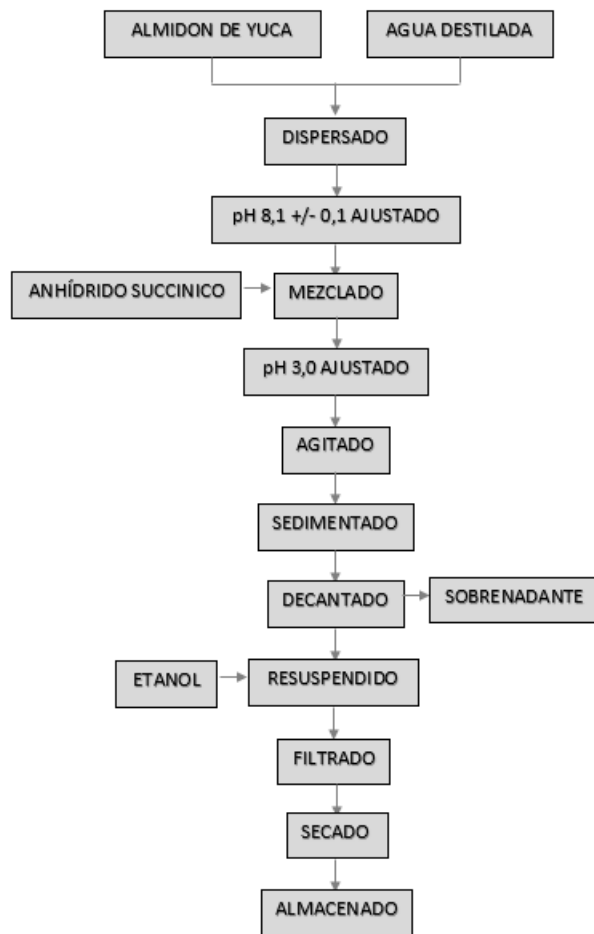 ALMIDON DE YUCA
AGUA DESTILADA
DISPERSADO
pH 8,1 +/- 0,1 AJUSTADO
ANHÍDRIDO SUCCINICO
MEZCLADO
pH 3,0 AJUSTADO
AGITADO
SEDIMENTADO
DECANTADO
SOBRENADANTE
ETANOL
RESUSPENDIDO
FILTRADO
SECADO
ALMACENADO